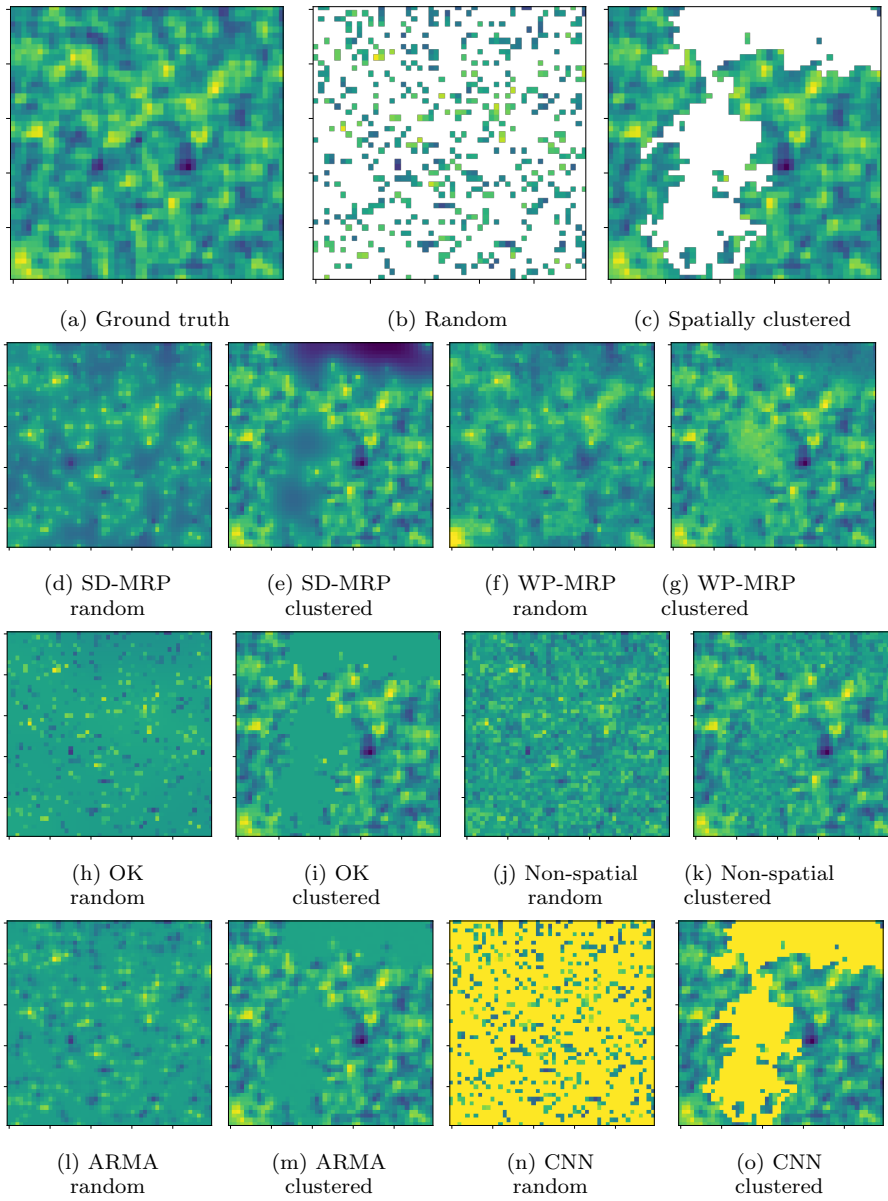 (a) Ground truth
(b) Random
(c) Spatially clustered
(d) SD-MRP
random
(e) SD-MRP
clustered
(f) WP-MRP
random
(g) WP-MRP
clustered
(h) OK
random
(i) OK
clustered
(j) Non-spatial
random
(k) Non-spatial
clustered
(l) ARMA
random
(m) ARMA
clustered
(n) CNN
random
(o) CNN
clustered